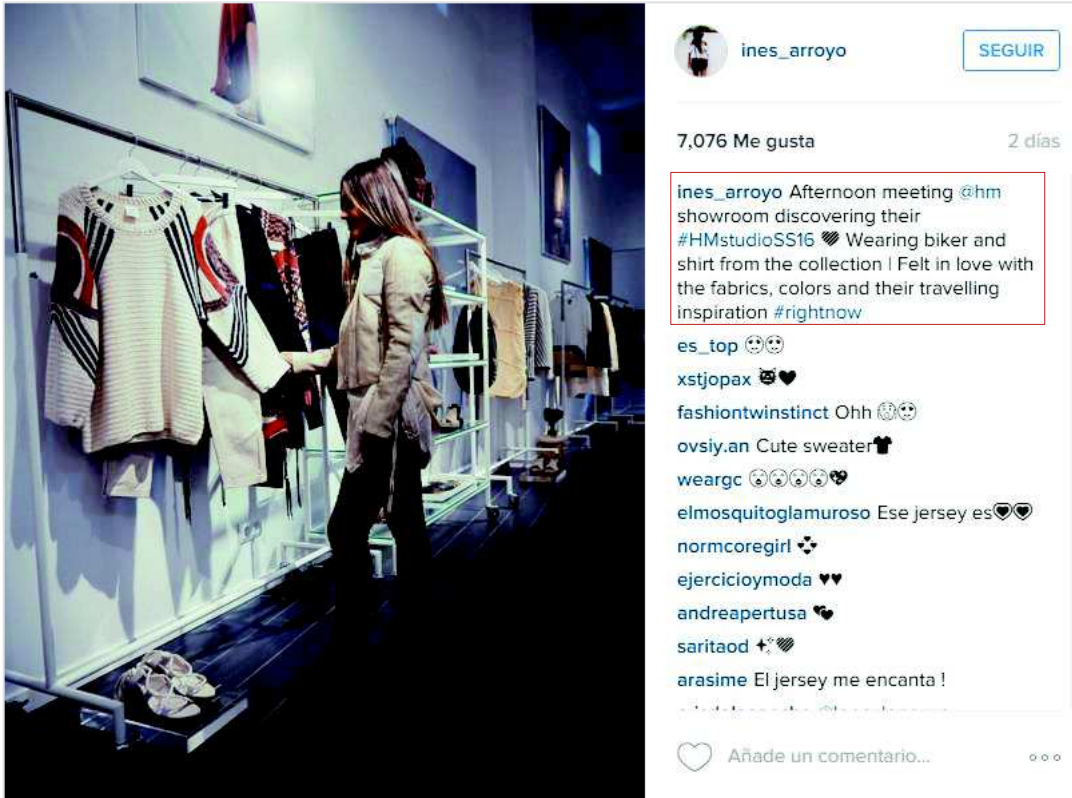 ines_arroyo
SEGUIR
7,076 Me gusta
2 días
ines_arroyo Afternoon meeting @hm
showroom discovering their
#HMstudioSS16 Wearing biker and
shirt from the collection | Felt in love with
the fabrics, colors and their travelling
inspiration #rightnow
es_top
xstjopax
fashiontwinstinct Ohh
ovsiy.an Cute sweater
weargc
elmosquitoglamuroso Ese jersey es
normcoregirl
ejercicioymoda
andreapertusa
saritaod
arasime El jersey me encanta !
Añade un comentario...